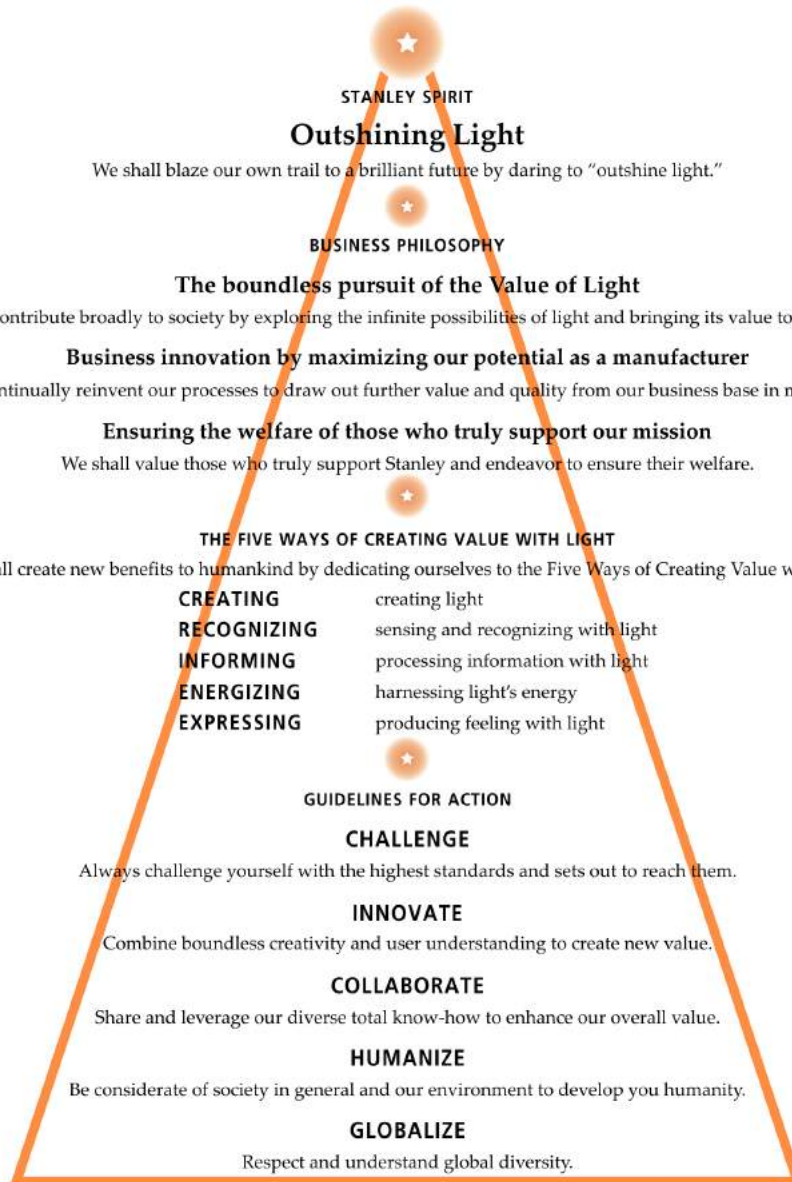 STANLEY SPIRIT
Outshining Light
We shall blaze our own trail to a brilliant future by daring to “outshine light.”
BUSINESS PHILOSOPHY
The boundless pursuit of the Value of Light
ontribute broadly to society by exploring the infinite possibilities of light and bringing its value to
Business innovation by maximizing our potential as a manufacturer
ntinually reinvent our processes to draw out further value and quality from our business base in
Ensuring the welfare of those who truly support our mission
We shall value those who truly support Stanley and endeavor to ensure their welfare.
THE FIVE WAYS OF CREATING VALUE WITH LIGHT
ll create new benefits to humankind by dedicating ourselves to the Five Ways of Creating Value
CREATING creating light
RECOGNIZING sensing and recognizing with light
INFORMING processing information with light
ENERGIZING harnessing light’s energy
EXPRESSING producing feeling with light
GUIDELINES FOR ACTION
CHALLENGE
Always challenge yourself with the highest standards and sets out to reach them.
INNOVATE
Combine boundless creativity and user understanding to create new value.
COLLABORATE
Share and leverage our diverse total know-how to enhance our overall value.
HUMANIZE
Be considerate of society in general and our environment to develop you humanity.
GLOBALIZE
Respect and understand global diversity.